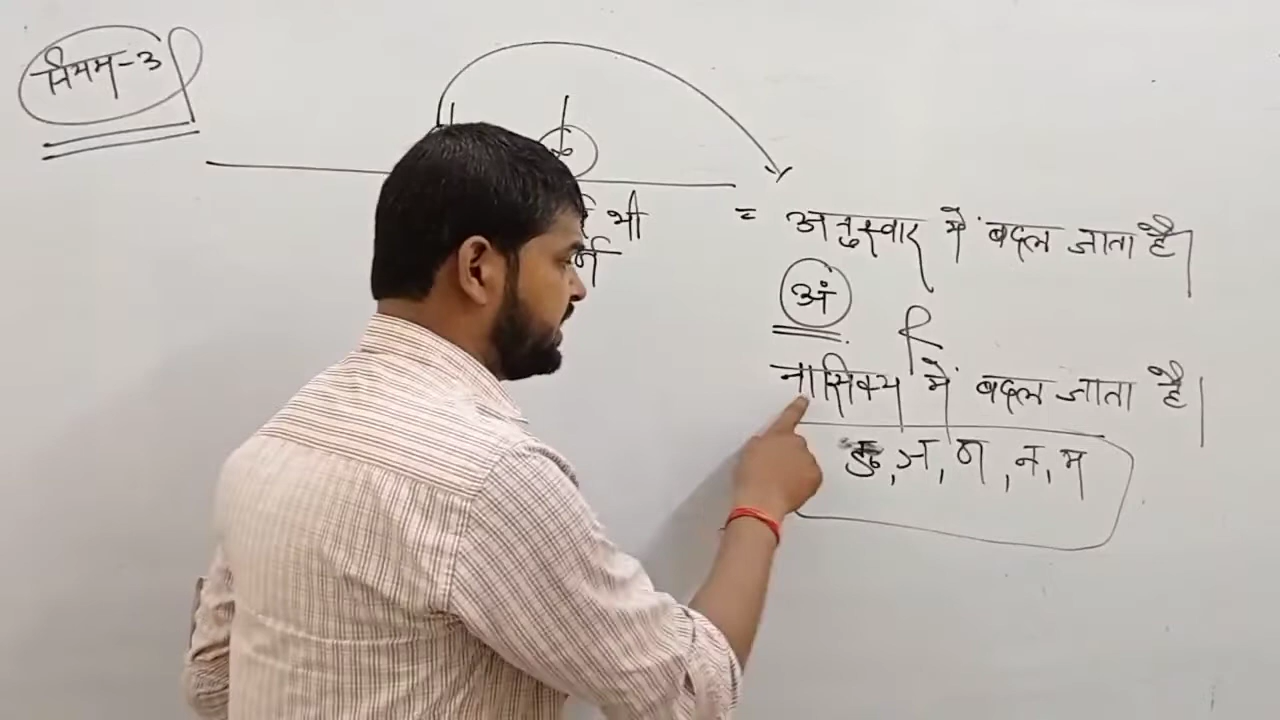 नियम-3
भी = अनुस्वार में बदल जाता है।
अं
नासिक्य में बदल जाता है।
ङ, ञ, ण, न, म